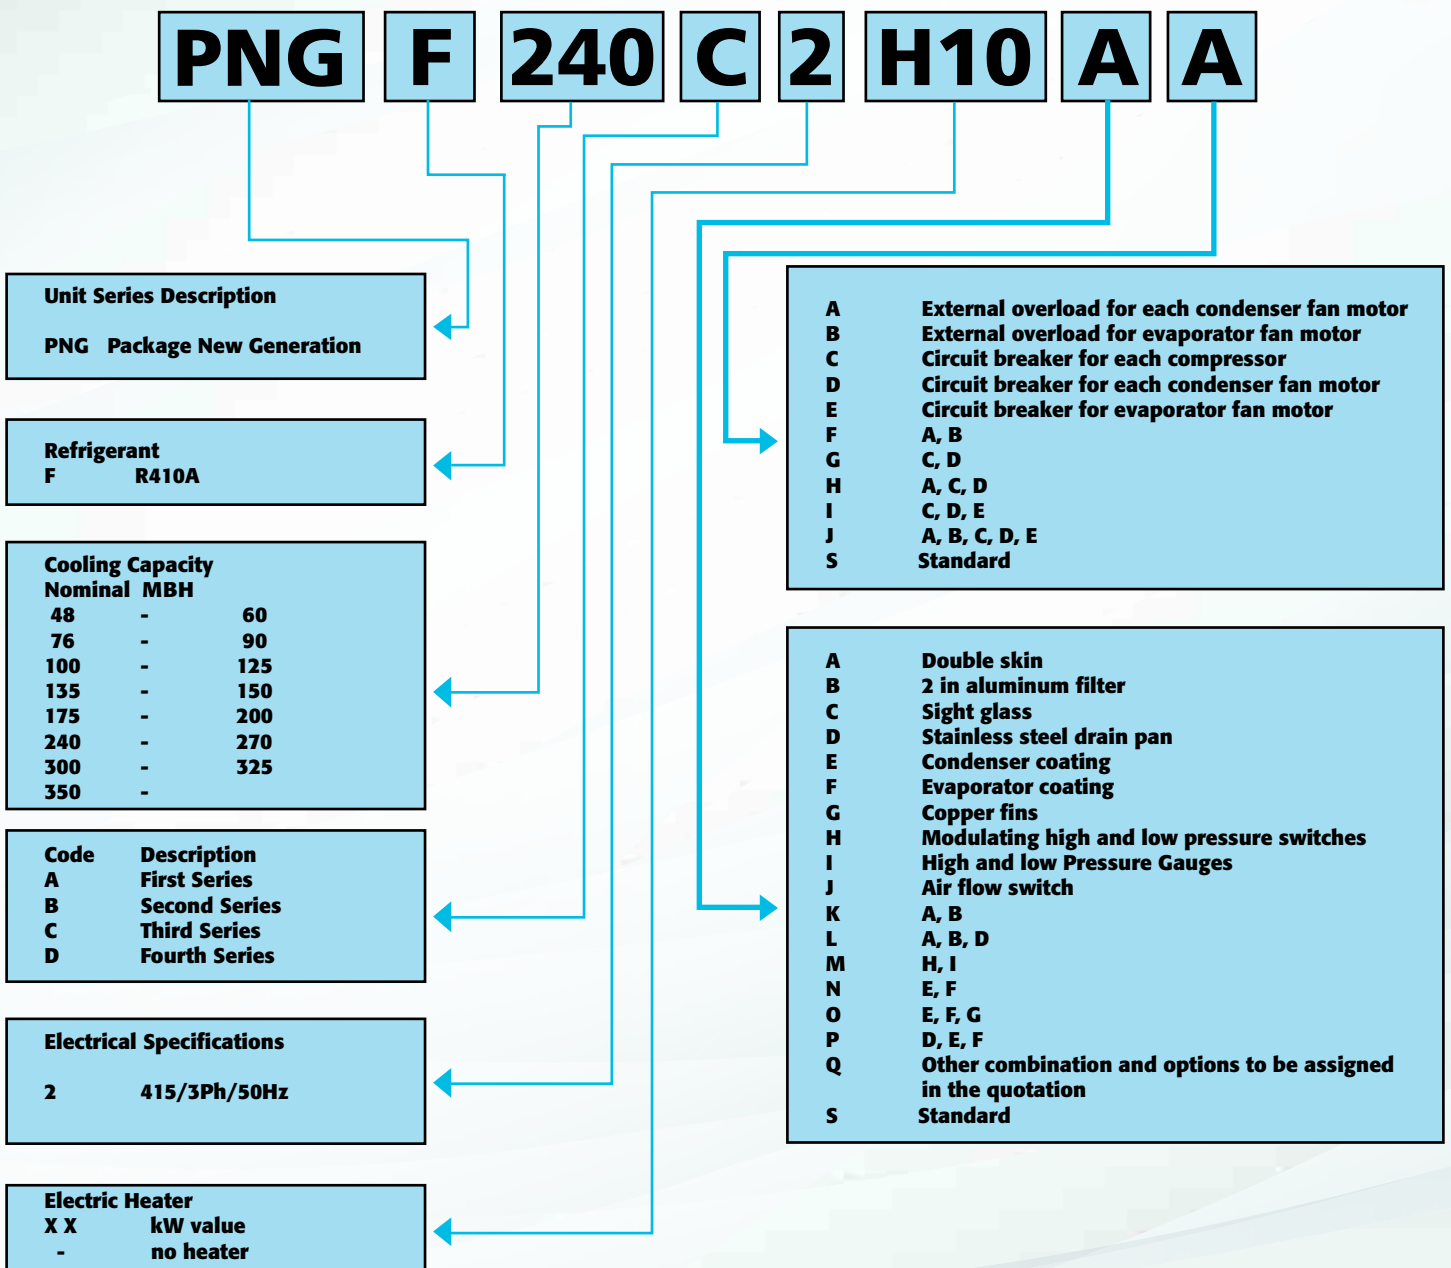 PNG F 240 C 2 H10 A A
Unit Series Description
PNG Package New Generation
Refrigerant
F R410A
Cooling Capacity
Nominal MBH
48 - 60
76 - 90
100 - 125
135 - 150
175 - 200
240 - 270
300 - 325
350 -
Code Description
A First Series
B Second Series
C Third Series
D Fourth Series
Electrical Specifications
2 415/3Ph/50Hz
Electric Heater
X X kW value
- no heater
A External overload for each condenser fan motor
B External overload for evaporator fan motor
C Circuit breaker for each compressor
D Circuit breaker for each condenser fan motor
E Circuit breaker for evaporator fan motor
F A, B
G C, D
H A, C, D
I C, D, E
J A, B, C, D, E
S Standard
A Double skin
B 2 in aluminum filter
C Sight glass
D Stainless steel drain pan
E Condenser coating
F Evaporator coating
G Copper fins
H Modulating high and low pressure switches
I High and low Pressure Gauges
J Air flow switch
K A, B
L A, B, D
M H, I
N E, F
O E, F, G
P D, E, F
Q Other combination and options to be assigned
in the quotation
S Standard